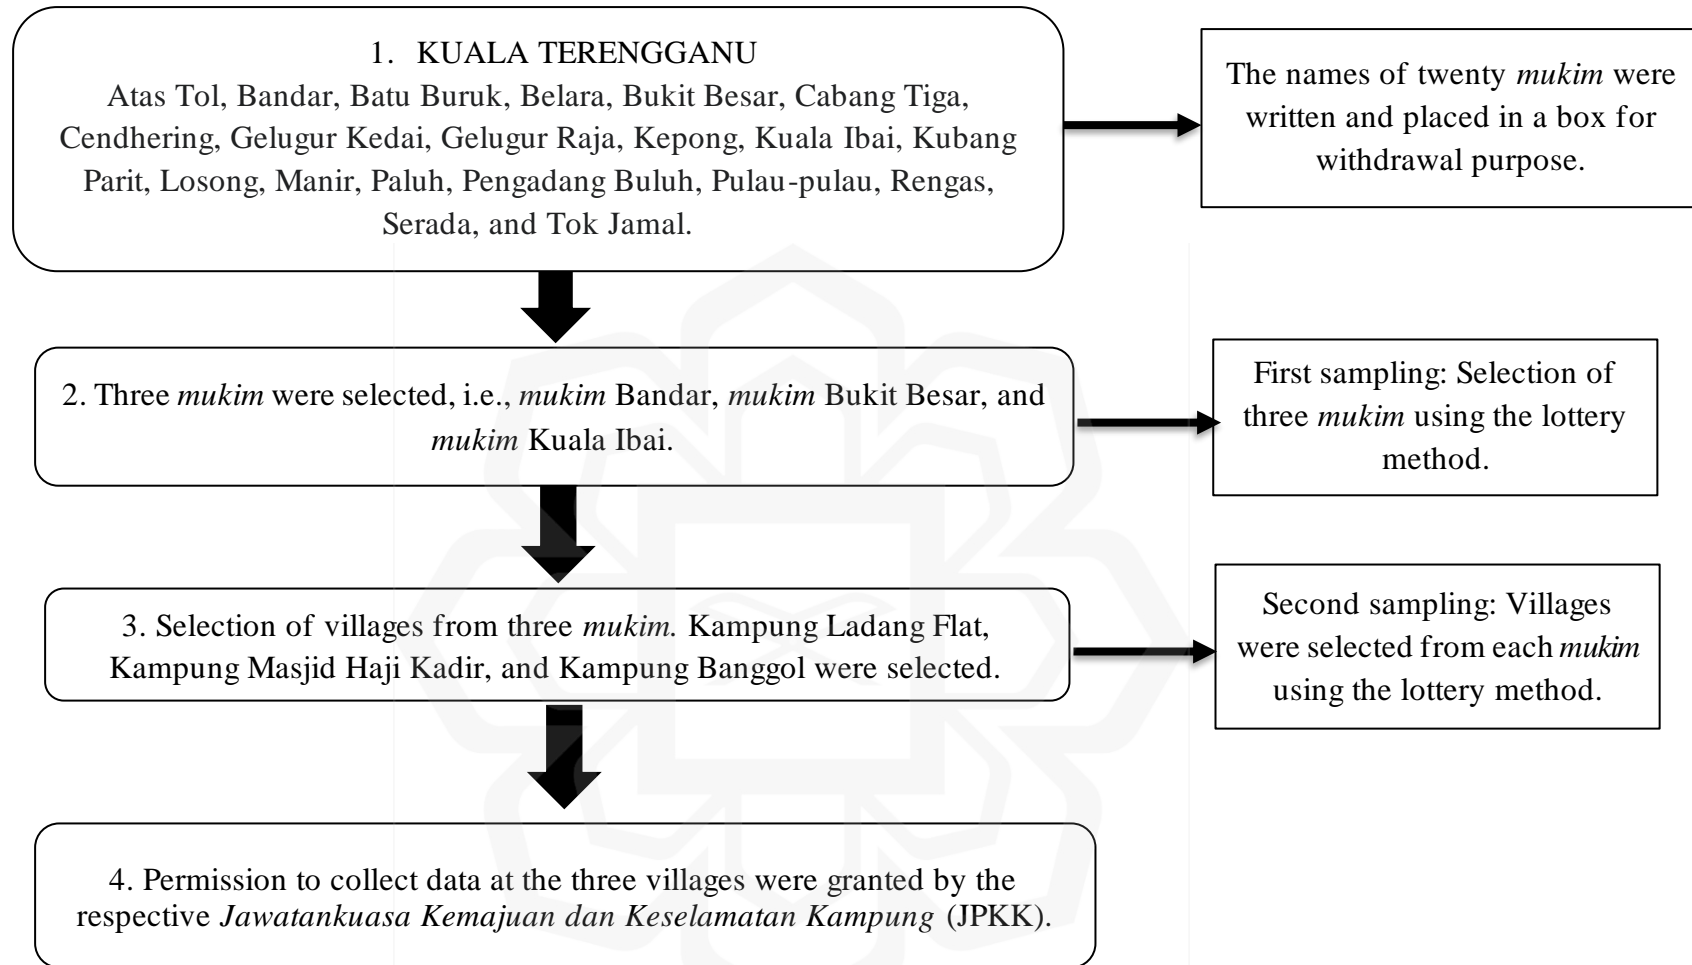 1. KUALA TERENGGANU
Atas Tol, Bandar, Batu Buruk, Belara, Bukit Besar, Cabang Tiga,
Cendhering, Gelugur Kedai, Gelugur Raja, Kepong, Kuala Ibai, Kubang
Parit, Losong, Manir, Paluh, Pengadang Buluh, Pulau-pulau, Rengas,
Serada, and Tok Jamal.
The names of twenty mukim were
written and placed in a box for
withdrawal purpose.
2. Three mukim were selected, i.e., mukim Bandar, mukim Bukit Besar, and
mukim Kuala Ibai.
First sampling: Selection of
three mukim using the lottery
method.
3. Selection of villages from three mukim. Kampung Ladang Flat,
Kampung Masjid Haji Kadir, and Kampung Banggol were selected.
Second sampling: Villages
were selected from each mukim
using the lottery method.
4. Permission to collect data at the three villages were granted by the
respective Jawatankuasa Kemajuan dan Keselamatan Kampung (JPKK).